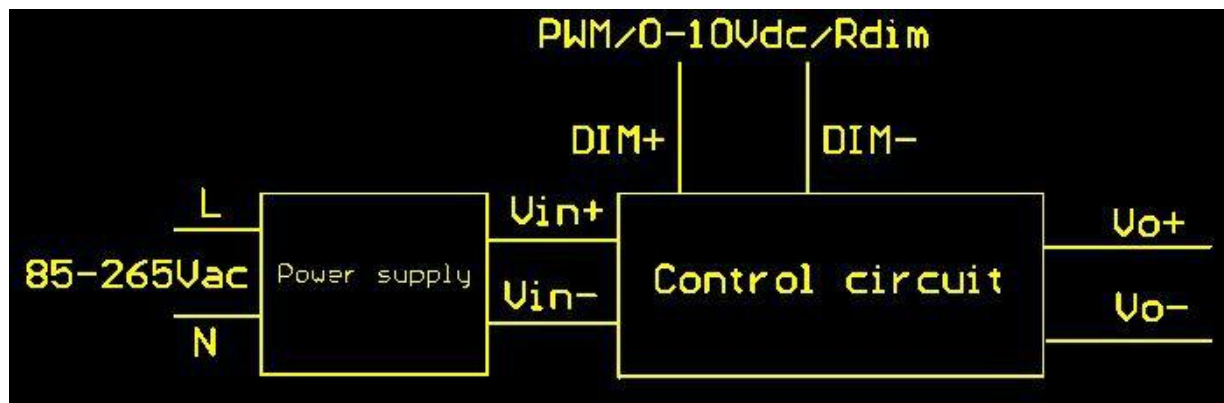 PWM/0-10Vdc/Rdim
DIM+
DIM-
L
Vin+
Vo+
85-265Vac
Power supply
Control circuit
Vin-
Vo-
N